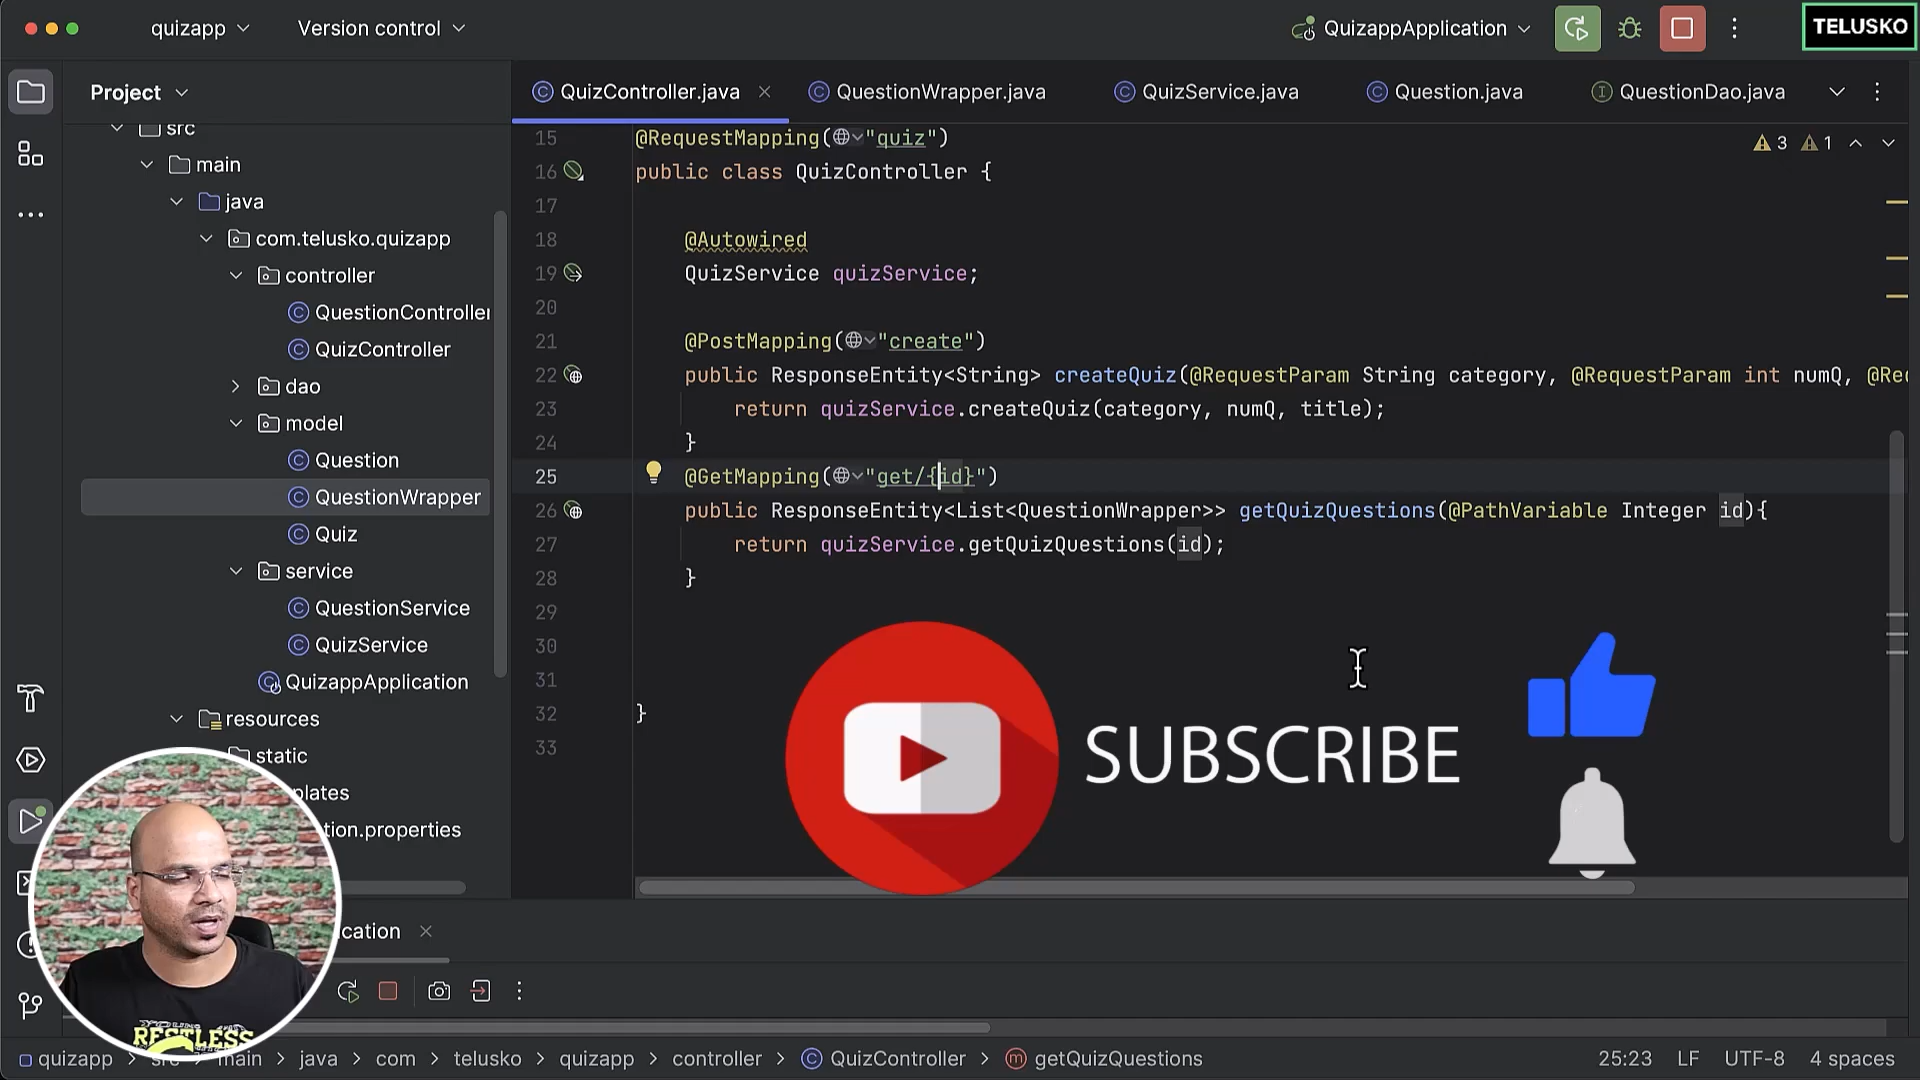 quizapp
Version control
QuizappApplication
TELUSKO
Project
QuizController.java
QuestionWrapper.java
QuizService.java
Question.java
QuestionDao.java
src
main
java
com.telusko.quizapp
controller
QuestionController
QuizController
dao
model
Question
QuestionWrapper
Quiz
service
QuestionService
QuizService
QuizappApplication
resources
static
plates
tion.properties
3 1
15 @RequestMapping("quiz")
16 public class QuizController {
17
18 @Autowired
19 QuizService quizService;
20
21 @PostMapping("create")
22 public ResponseEntity<String> createQuiz(@RequestParam String category, @RequestParam int numQ, @Rec
23 return quizService.createQuiz(category, numQ, title);
24 }
25 @GetMapping("get/{id}")
26 public ResponseEntity<List<QuestionWrapper>> getQuizQuestions(@PathVariable Integer id){
27 return quizService.getQuizQuestions(id);
28 }
29
30
31
32 }
33
SUBSCRIBE
cation
RESTLESS
quizapp > src > main > java > com > telusko > quizapp > controller > QuizController > getQuizQuestions
25:23 LF UTF-8 4 spaces